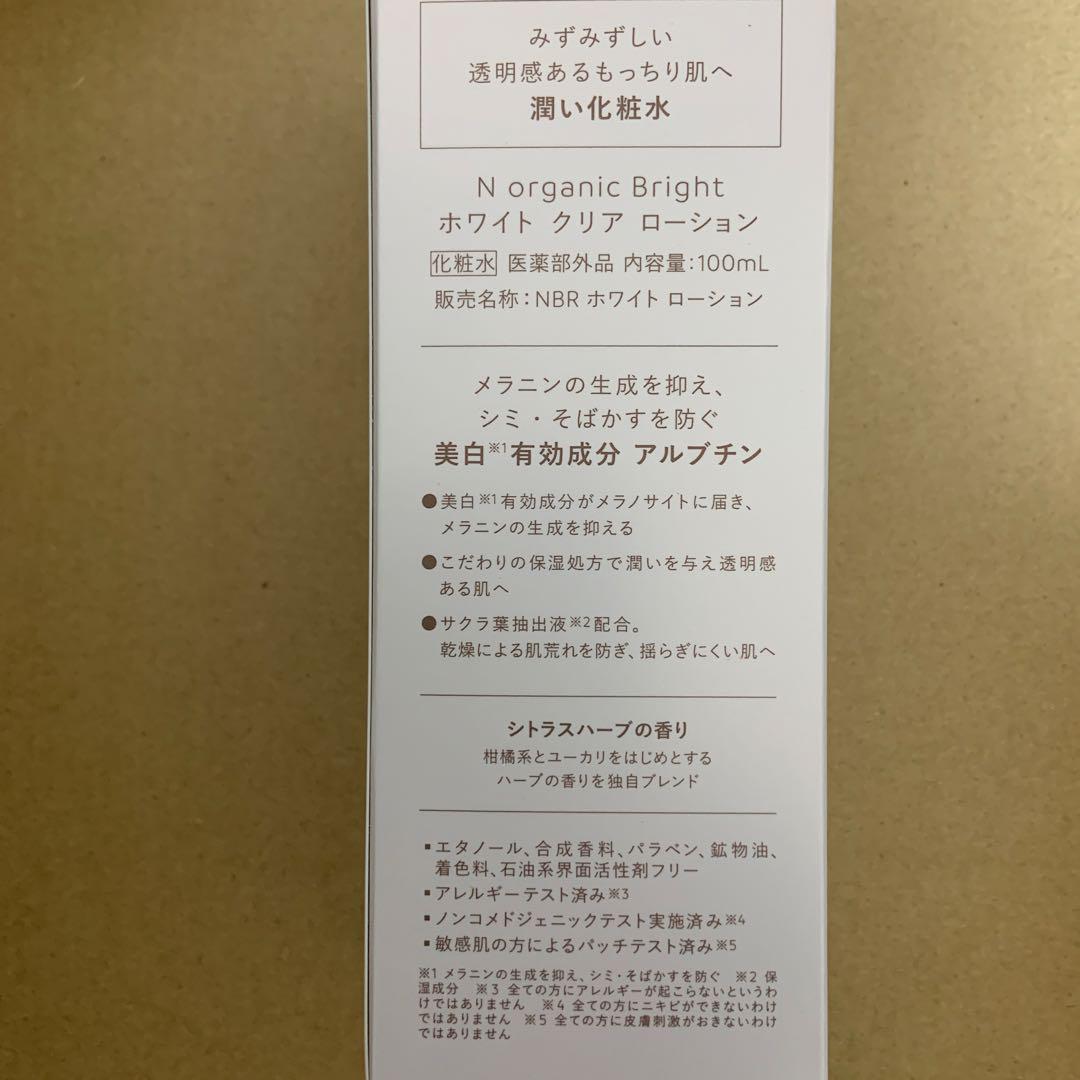 みずみずしい
透明感あるもっちり肌へ
潤い化粧水
N organic Bright
ホワイト クリア ローション
化粧水 医薬部外品 内容量:100mL
販売名称:NBR ホワイト ローション
メラニンの生成を抑え、
シミ・そばかすを防ぐ
美白※1有効成分 アルブチン
●美白※1有効成分がメラノサイトに届き、
メラニンの生成を抑える
●こだわりの保湿処方で潤いを与え透明感
ある肌へ
●サクラ葉抽出液※2配合。
乾燥による肌荒れを防ぎ、揺らぎにくい肌へ
シトラスハーブの香り
柑橘系とユーカリをはじめとする
ハーブの香りを独自ブレンド
▪エタノール、合成香料、パラベン、鉱物油、
着色料、石油系界面活性剤フリー
▪アレルギーテスト済み※3
▪ノンコメドジェニックテスト実施済み※4
▪敏感肌の方によるパッチテスト済み※5
※1 メラニンの生成を抑え、シミ・そばかすを防ぐ ※2 保
湿成分 ※3 全ての方にアレルギーが起こらないというわ
けではありません ※4 全ての方にニキビができないわけ
ではありません ※5 全ての方に皮膚刺激がおきないわけ
ではありません